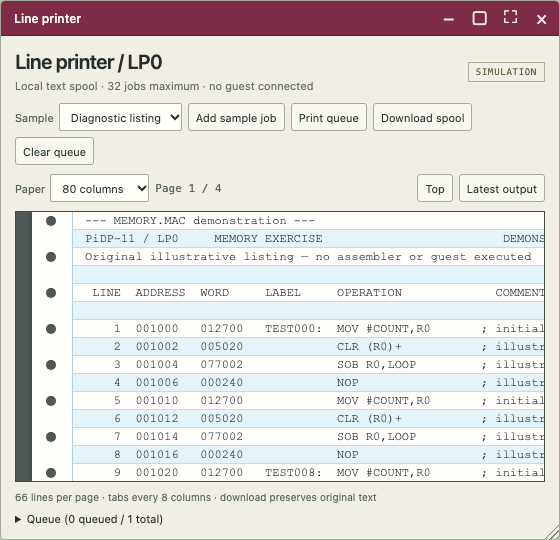 Line printer
Line printer / LP0
SIMULATION
Local text spool · 32 jobs maximum · no guest connected
Sample Diagnostic listing Add sample job Print queue Download spool
Clear queue
Paper 80 columns Page 1 / 4 Top Latest output
--- MEMORY.MAC demonstration ---
PiDP-11 / LP0 MEMORY EXERCISE DEMONS
Original illustrative listing — no assembler or guest executed
LINE ADDRESS WORD LABEL OPERATION COMMENT
1 001000 012700 TEST000: MOV #COUNT,R0 ; initial
2 001002 005020 CLR (R0)+ ; illustr
3 001004 077002 SOB R0,LOOP ; illustr
4 001006 000240 NOP ; illustr
5 001010 012700 MOV #COUNT,R0 ; initial
6 001012 005020 CLR (R0)+ ; illustr
7 001014 077002 SOB R0,LOOP ; illustr
8 001016 000240 NOP ; illustr
9 001020 012700 TEST008: MOV #COUNT,R0 ; initial
66 lines per page · tabs every 8 columns · download preserves original text
Queue (0 queued / 1 total)